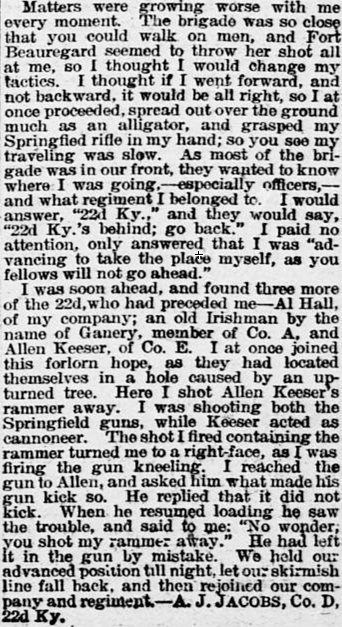 Matters were growing worse with me
every moment. The brigade was so close
that you could walk on men, and Fort
Beauregard seemed to throw her shot all
at me, so I thought I would change my
tactics. I thought if I went forward, and
not backward, it would be all right, so I at
once proceeded, spread out over the ground
much as an alligator, and grasped my
Springfied rifle in my hand; so you see my
traveling was slow. As most of the bri-
gade was in our front, they wanted to know
where I was going,—especially officers,—
and what regiment I belonged to. I would
answer, "22d Ky.," and they would say,
"22d Ky.'s behind; go back." I paid no
attention, only answered that I was "ad-
vancing to take the place myself, as you
fellows will not go ahead."
I was soon ahead, and found three more
of the 22d, who had preceded me—Al Hall,
of my company; an old Irishman by the
name of Ganery, member of Co. A, and
Allen Keeser, of Co. E. I at once joined
this forlorn hope, as they had located
themselves in a hole caused by an up-
turned tree. Here I shot Allen Keeser's
rammer away. I was shooting both the
Springfield guns, while Keeser acted as
cannoneer. The shot I fired containing the
rammer turned me to a right-face, as I was
firing the gun kneeling. I reached the
gun to Allen, and asked him what made his
gun kick so. He replied that it did not
kick. When he resumed loading he saw
the trouble, and said to me: "No wonder,
you shot my rammer away." He had left
it in the gun by mistake. We held our
advanced position till night, let our skirmish
line fall back, and then rejoined our com-
pany and regiment.—A. J. JACOBS, Co. D,
22d Ky.